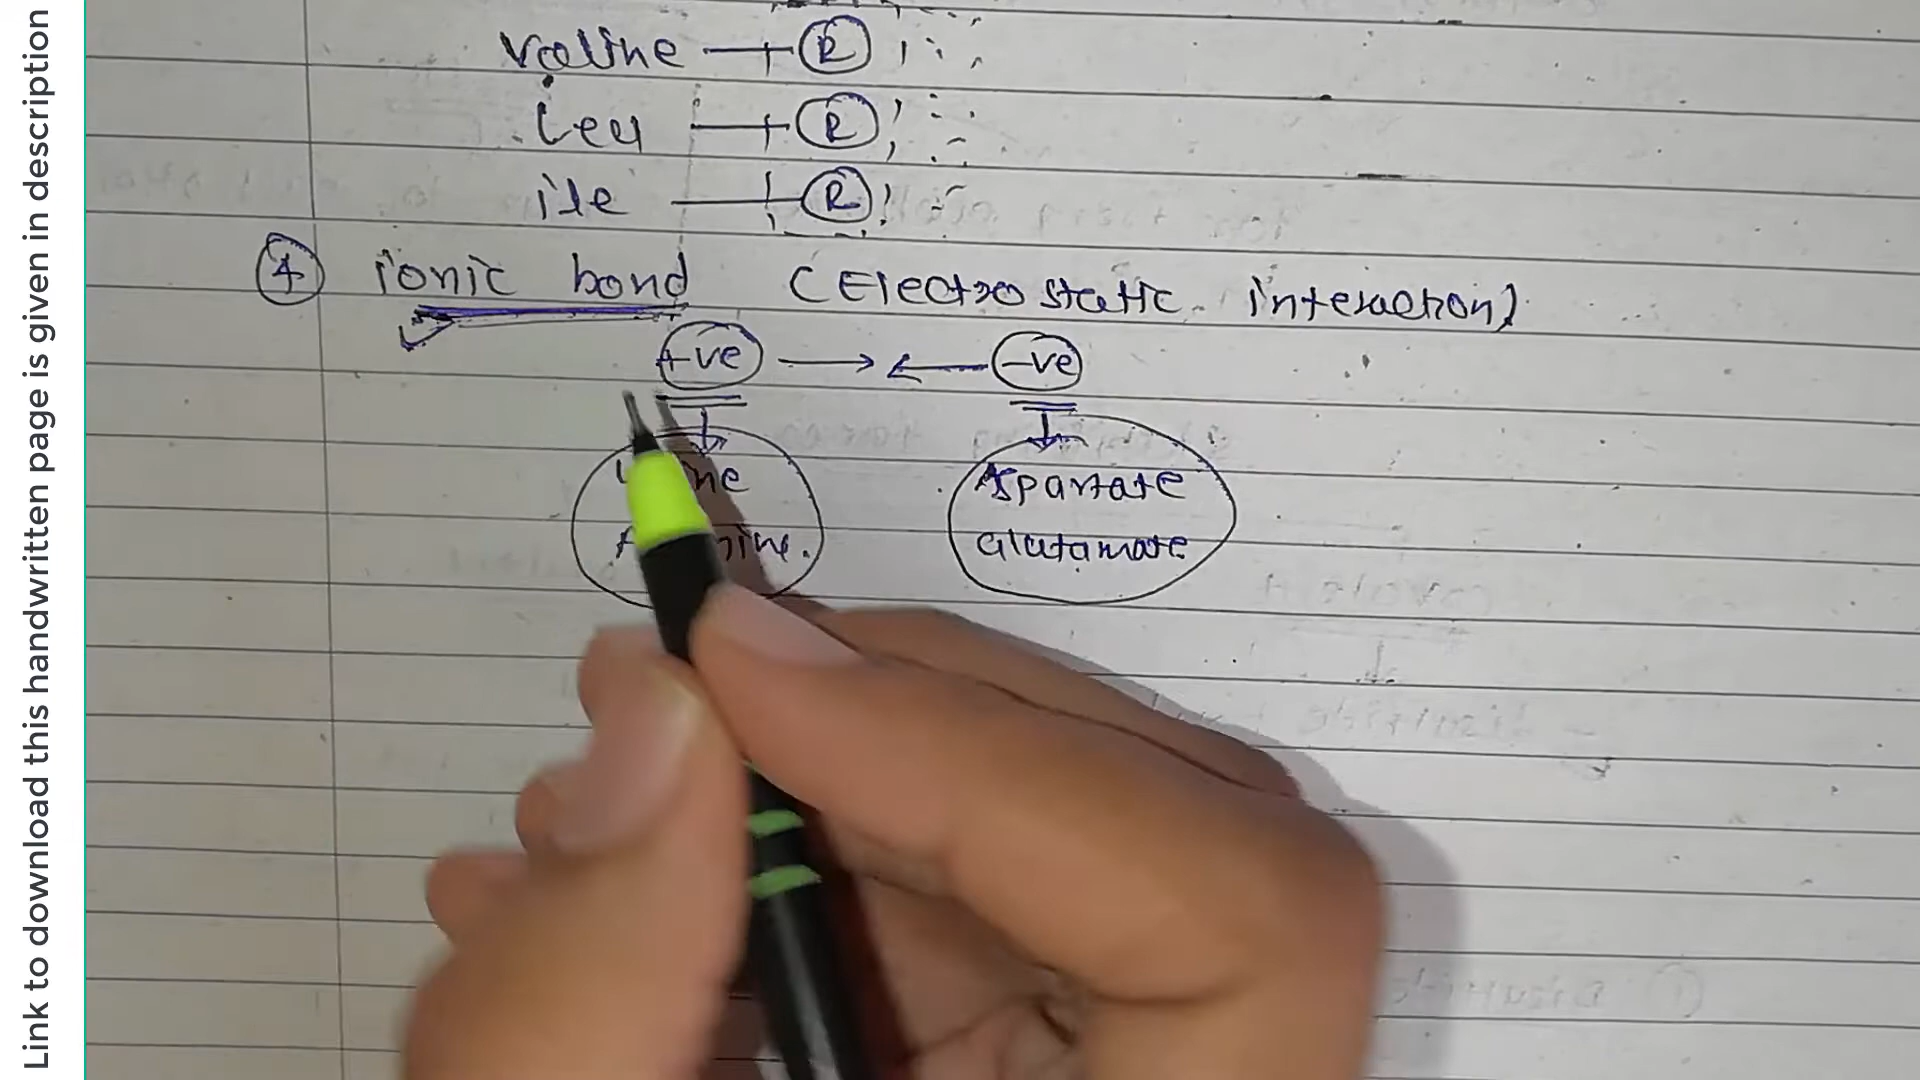 Link to download this handwritten page is given in description
Valine R
Leu R
ile R
4 ionic bond (Electrostatic interaction)
+ve -ve
Aspartate
Glutamate